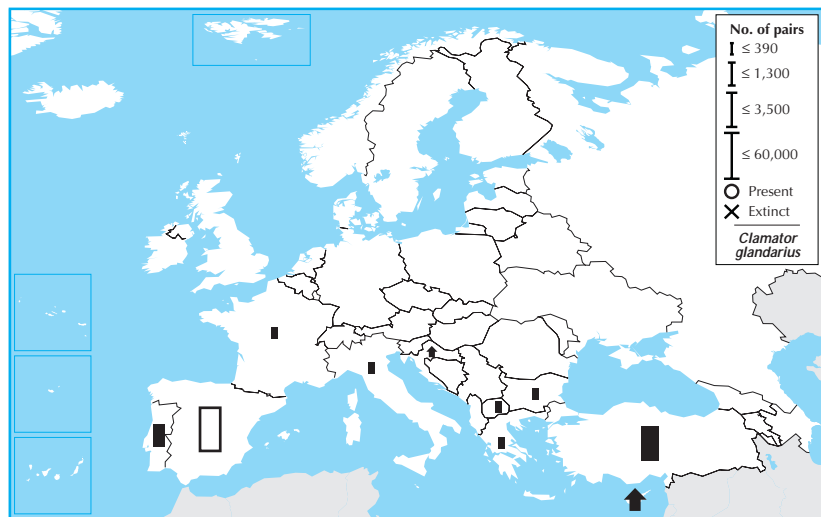 No. of pairs
≤ 390
≤ 1,300
≤ 3,500
≤ 60,000
Present
Extinct
Clamator
glandarius